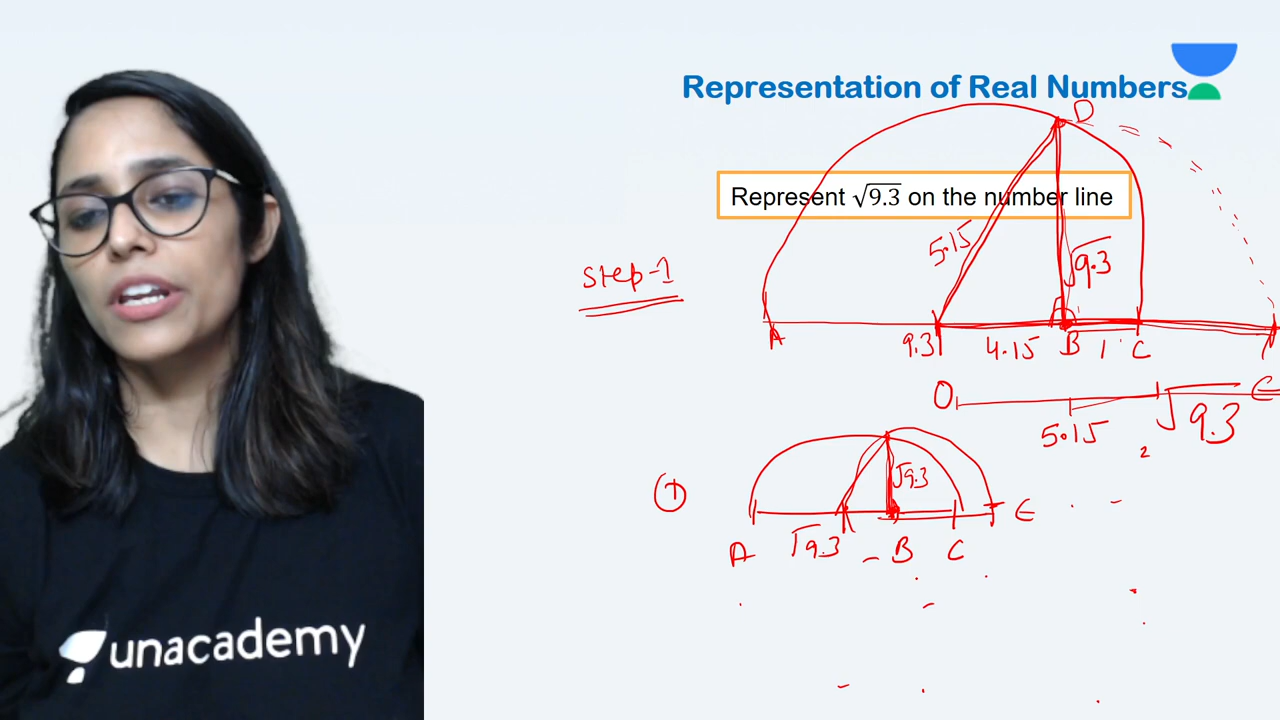 Representation of Real Numbers
D
Represent √9.3 on the number line
5.15
√9.3
Step-1
A
9.3
4.15
B
1
C
O
E
5.15
√9.3
2
①
√9.3
E
A
√9.3
B
C
unacademy